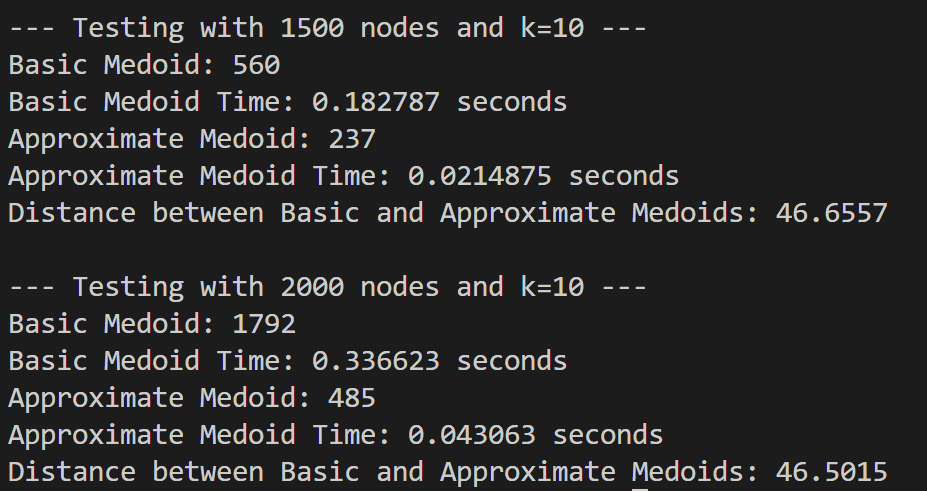 --- Testing with 1500 nodes and k=10 ---
Basic Medoid: 560
Basic Medoid Time: 0.182787 seconds
Approximate Medoid: 237
Approximate Medoid Time: 0.0214875 seconds
Distance between Basic and Approximate Medoids: 46.6557
--- Testing with 2000 nodes and k=10 ---
Basic Medoid: 1792
Basic Medoid Time: 0.336623 seconds
Approximate Medoid: 485
Approximate Medoid Time: 0.043063 seconds
Distance between Basic and Approximate Medoids: 46.5015